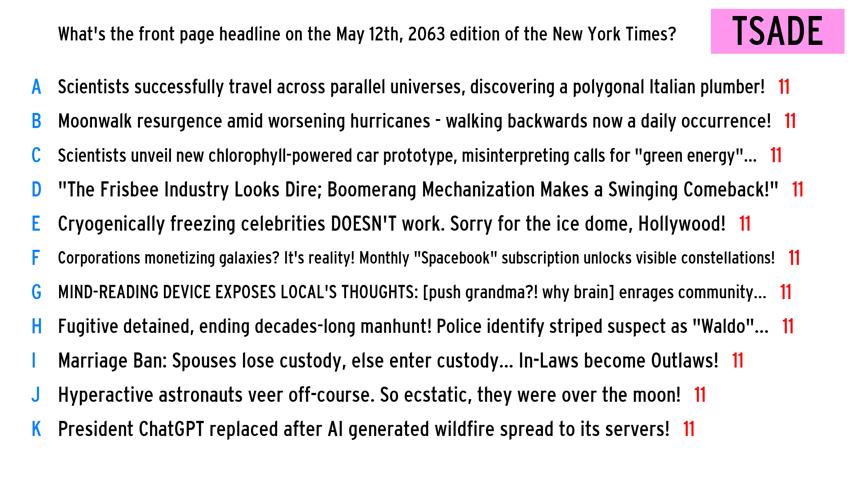 What's the front page headline on the May 12th, 2063 edition of the New York Times?
TSADE
A Scientists successfully travel across parallel universes, discovering a polygonal Italian plumber! 11
B Moonwalk resurgence amid worsening hurricanes - walking backwards now a daily occurrence! 11
C Scientists unveil new chlorophyll-powered car prototype, misinterpreting calls for "green energy"... 11
D "The Frisbee Industry Looks Dire; Boomerang Mechanization Makes a Swinging Comeback!" 11
E Cryogenically freezing celebrities DOESN'T work. Sorry for the ice dome, Hollywood! 11
F Corporations monetizing galaxies? It's reality! Monthly "Spacebook" subscription unlocks visible constellations! 11
G MIND-READING DEVICE EXPOSES LOCAL'S THOUGHTS: [push grandma?! why brain] enrages community... 11
H Fugitive detained, ending decades-long manhunt! Police identify striped suspect as "Waldo"... 11
I Marriage Ban: Spouses lose custody, else enter custody... In-Laws become Outlaws! 11
J Hyperactive astronauts veer off-course. So ecstatic, they were over the moon! 11
K President ChatGPT replaced after AI generated wildfire spread to its servers! 11